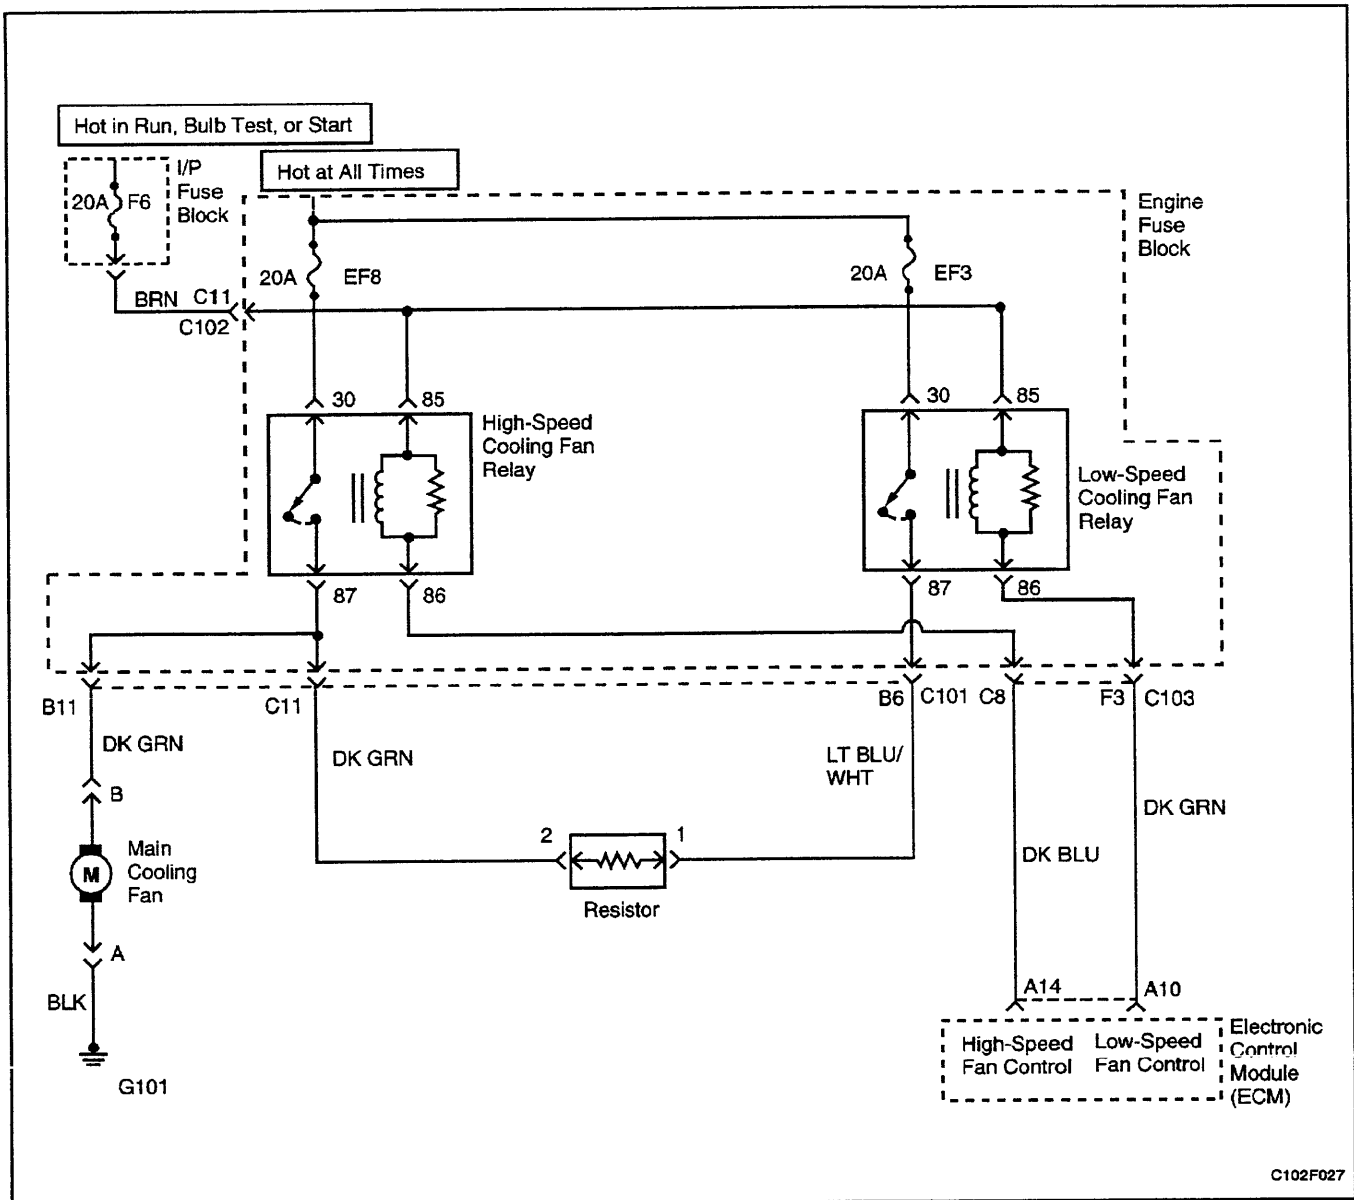 Hot in Run, Bulb Test, or Start
Hot at All Times
I/P
Fuse
Block
20A
F6
Engine
Fuse
Block
20A
EF8
20A
EF3
BRN
C11
C102
30
85
High-Speed
Cooling Fan
Relay
30
85
Low-Speed
Cooling Fan
Relay
87
86
87
86
B11
C11
B6
C101
C8
F3
C103
DK GRN
DK GRN
LT BLU/
WHT
DK GRN
B
Main
Cooling
Fan
M
2
1
Resistor
DK BLU
A
BLK
G101
A14
A10
High-Speed
Fan Control
Low-Speed
Fan Control
Electronic
Control
Module
(ECM)
C102F027